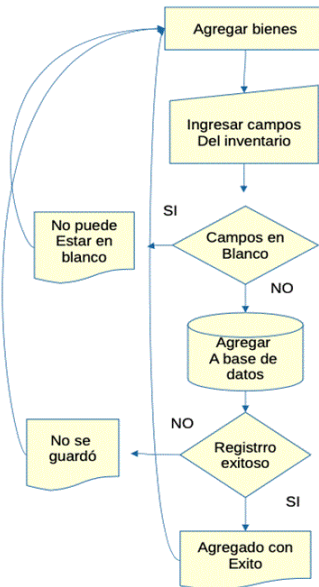 Agregar bienes
Ingresar campos
Del inventario
SI
No puede
Estar en
blanco
Campos en
Blanco
NO
Agregar
A base de
datos
NO
No se
guardó
Registrro
exitoso
SI
Agregado con
Exito